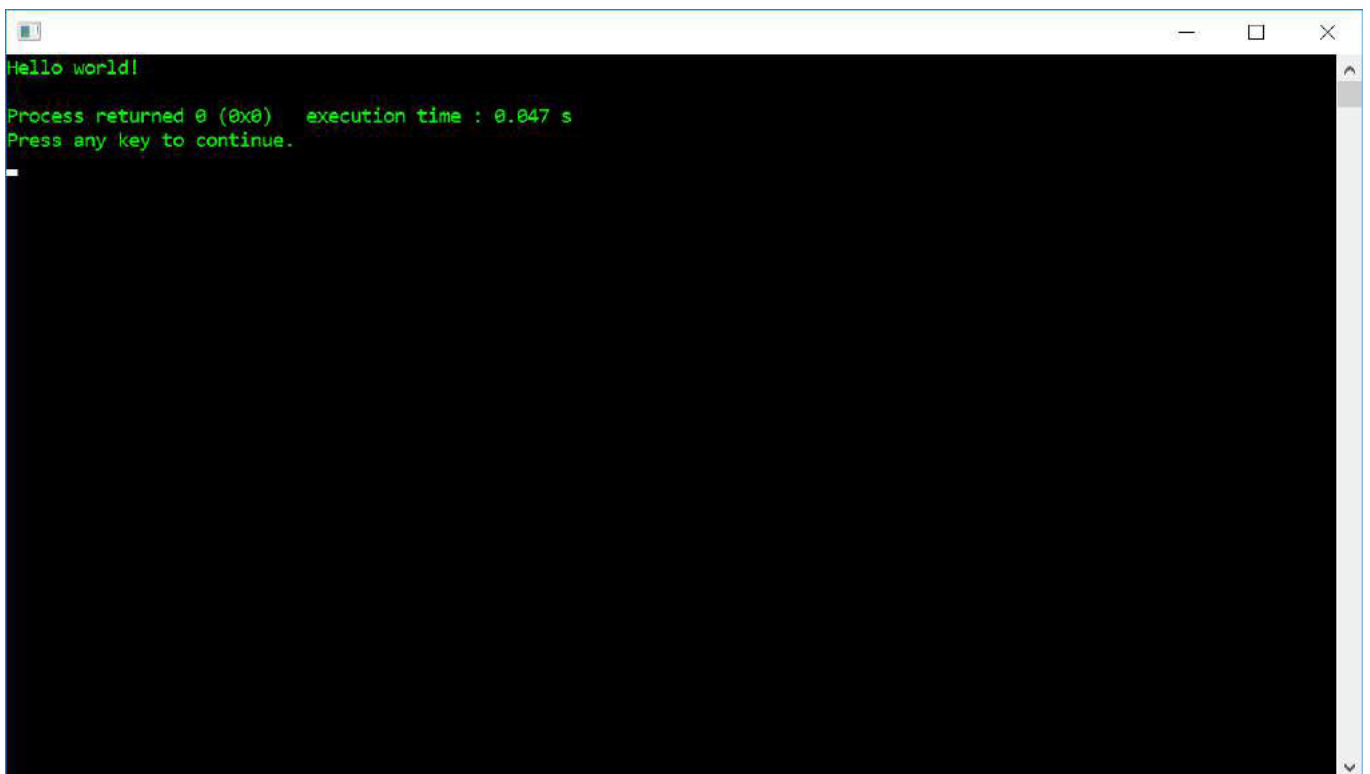 Hello world!
Process returned 0 (0x0)   execution time : 0.047 s
Press any key to continue.